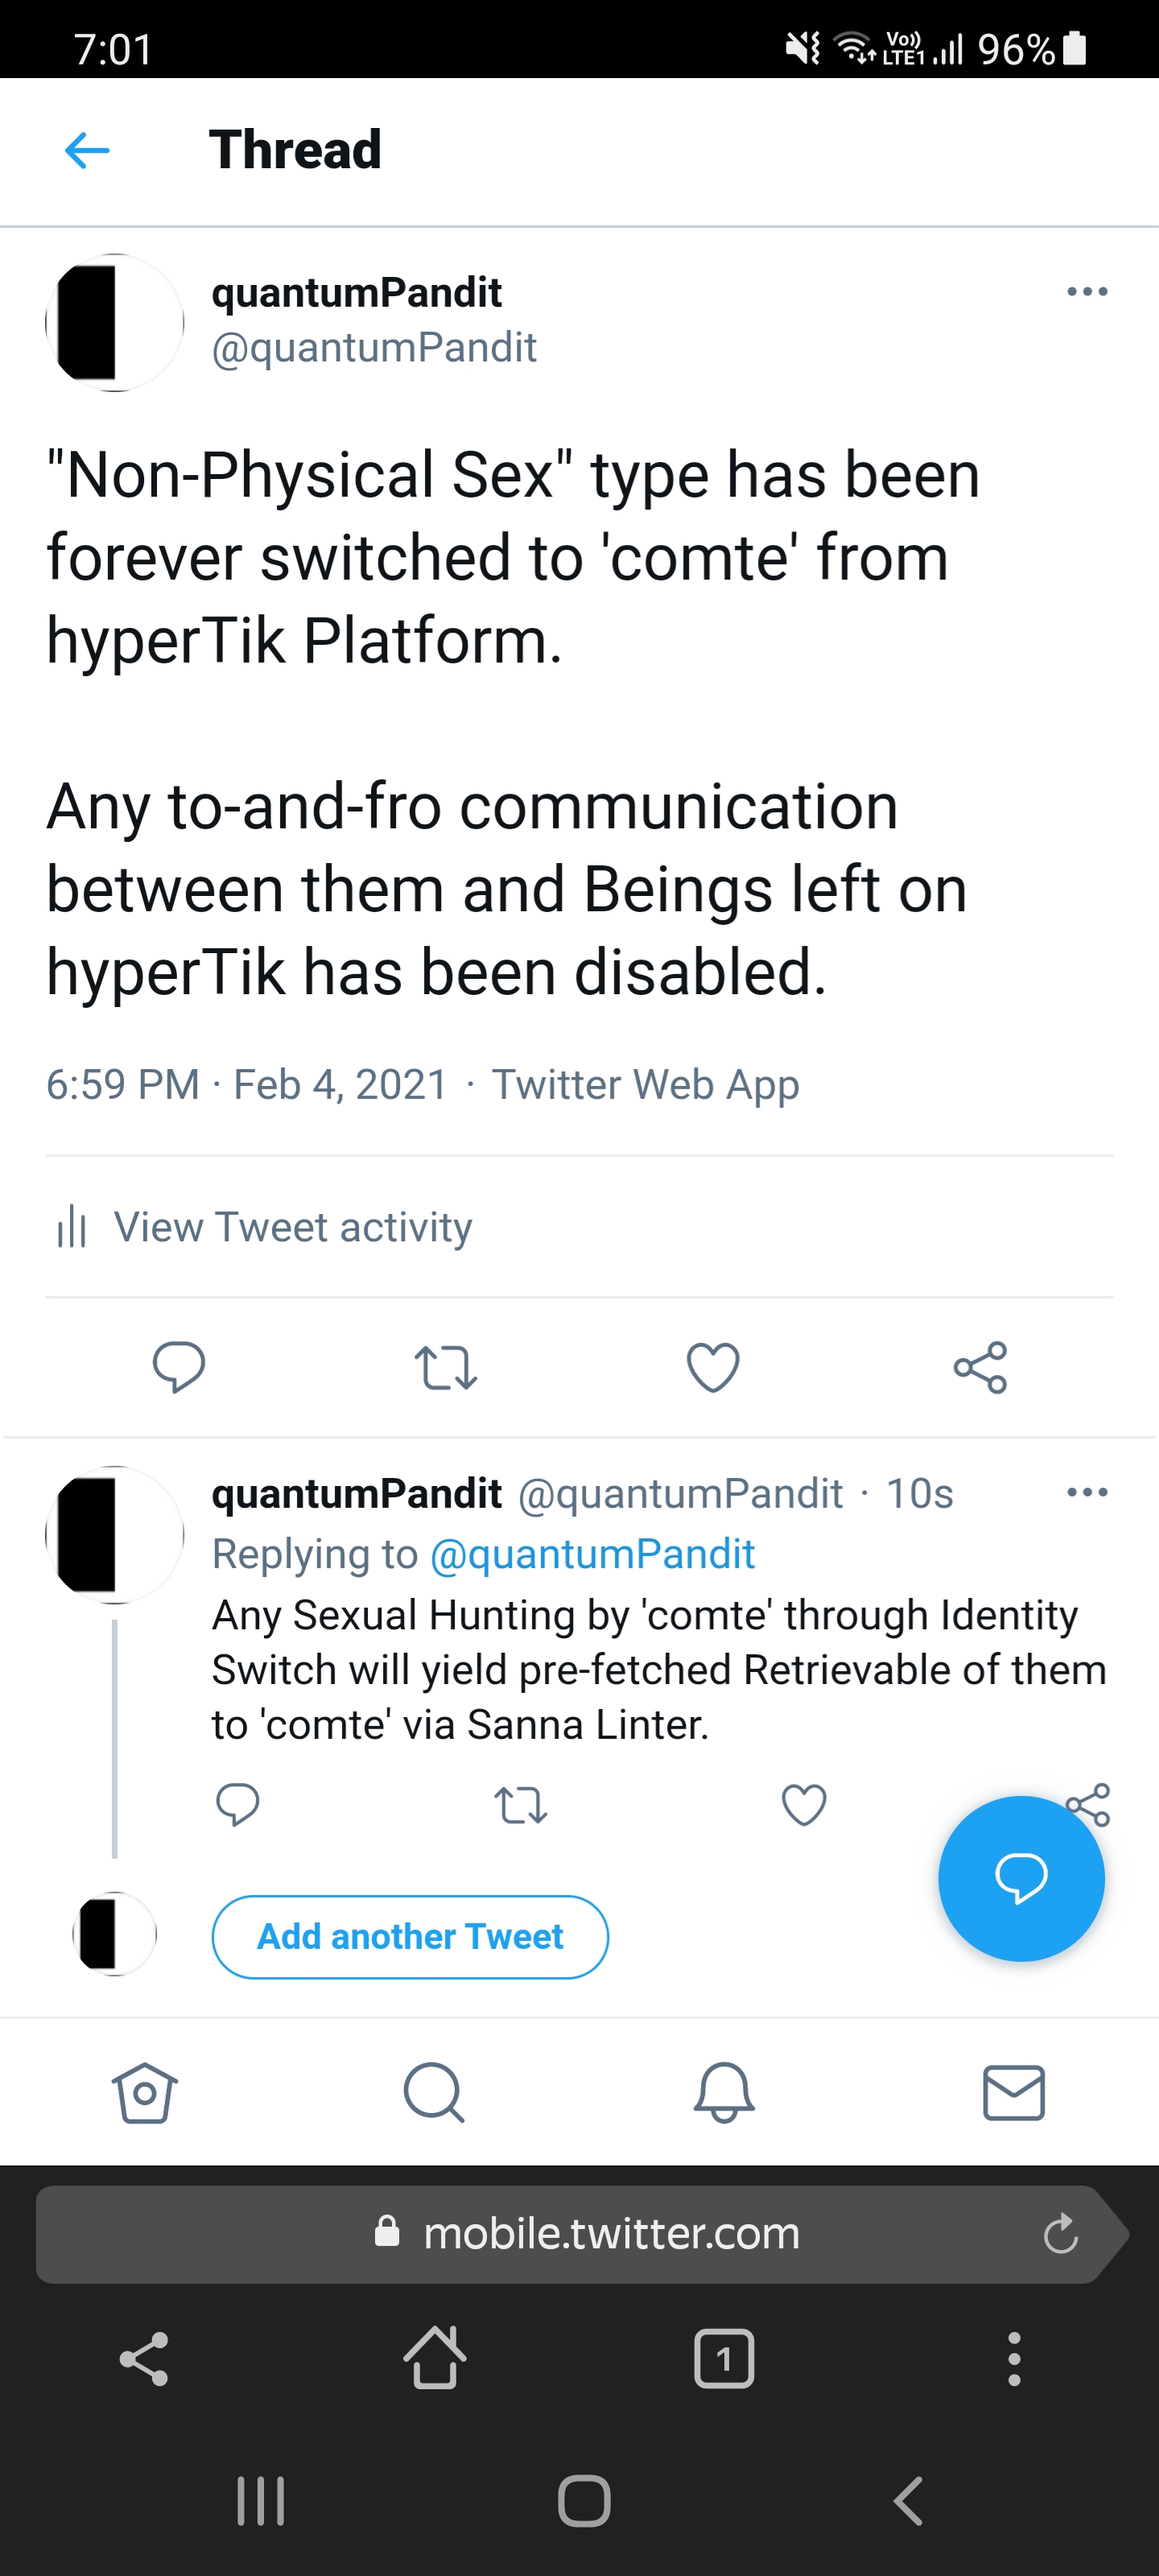 7:01
Vo)) LTE1 96%
Thread
quantumPandit
@quantumPandit
"Non-Physical Sex" type has been
forever switched to 'comte' from
hyperTik Platform.
Any to-and-fro communication
between them and Beings left on
hyperTik has been disabled.
6:59 PM · Feb 4, 2021 · Twitter Web App
View Tweet activity
quantumPandit @quantumPandit · 10s
Replying to @quantumPandit
Any Sexual Hunting by 'comte' through Identity
Switch will yield pre-fetched Retrievable of them
to 'comte' via Sanna Linter.
Add another Tweet
mobile.twitter.com
1